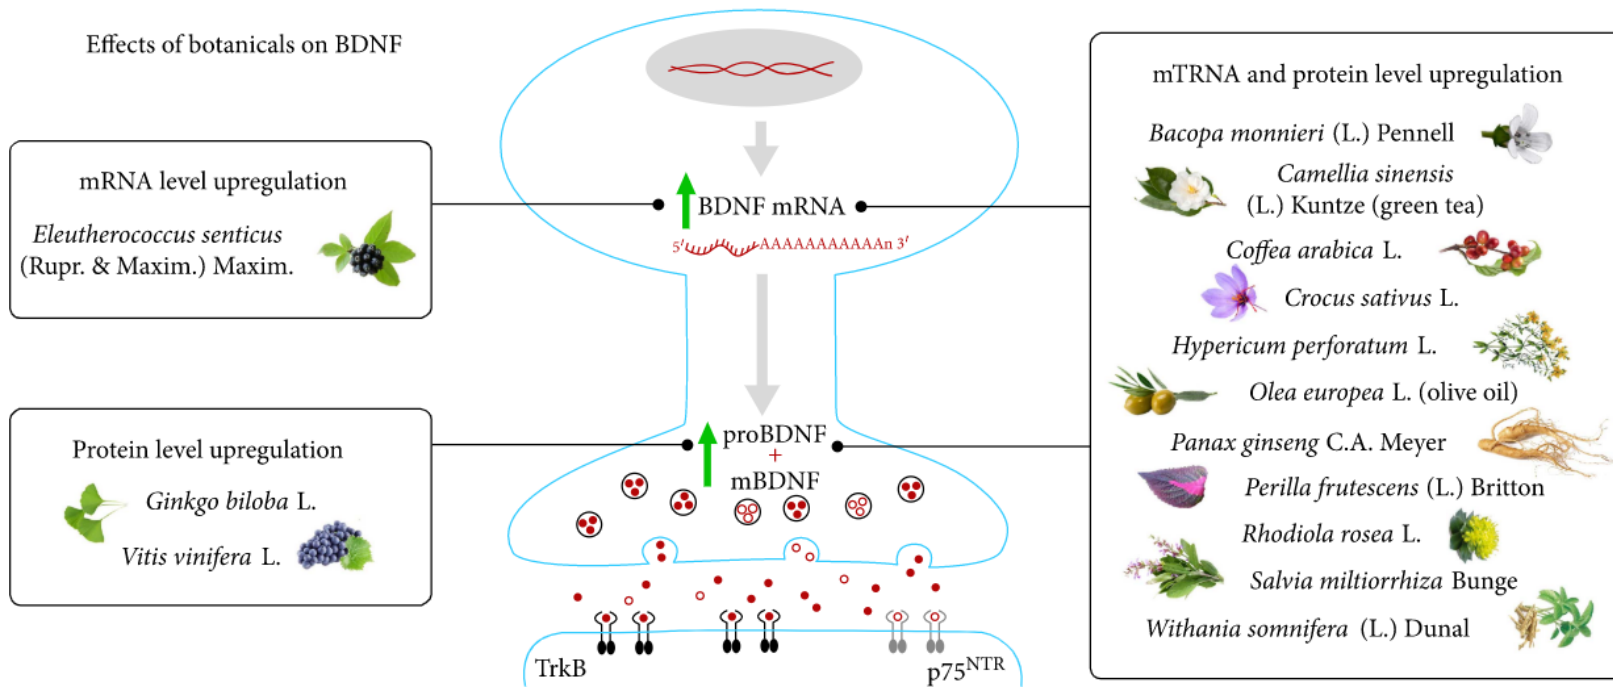 Effects of botanicals on BDNF
mRNA level upregulation
Eleutherococcus senticus
(Rupr. & Maxim.) Maxim.
Protein level upregulation
Ginkgo biloba L.
Vitis vinifera L.
BDNF mRNA
5′ AAAAAAAAAAAn 3′
proBDNF
+
mBDNF
TrkB
p75NTR
mTRNA and protein level upregulation
Bacopa monnieri (L.) Pennell
Camellia sinensis
(L.) Kuntze (green tea)
Coffea arabica L.
Crocus sativus L.
Hypericum perforatum L.
Olea europea L. (olive oil)
Panax ginseng C.A. Meyer
Perilla frutescens (L.) Britton
Rhodiola rosea L.
Salvia miltiorrhiza Bunge
Withania somnifera (L.) Dunal